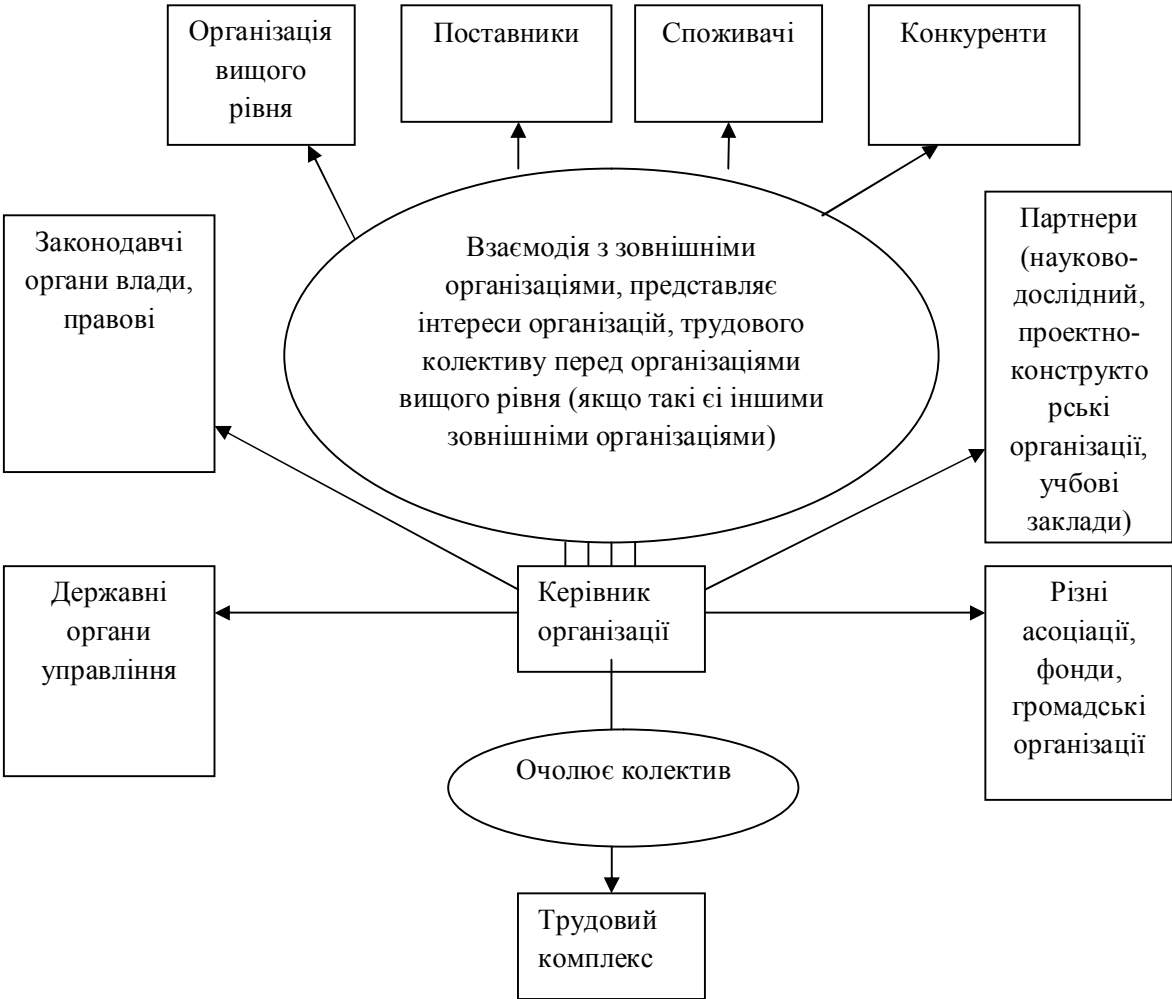 Організація
вищого
рівня
Поставники
Споживачі
Конкуренти
Законодавчі
органи влади,
правові
Взаємодія з зовнішніми
організаціями, представляє
інтереси організацій, трудового
колективу перед організаціями
вищого рівня (якщо такі єі іншими
зовнішніми організаціями)
Партнери
(науково-
дослідний,
проектно-
конструкто
рські
організації,
учбові
заклади)
Державні
органи
управління
Керівник
організації
Різні
асоціації,
фонди,
громадські
організації
Очолює колектив
Трудовий
комплекс